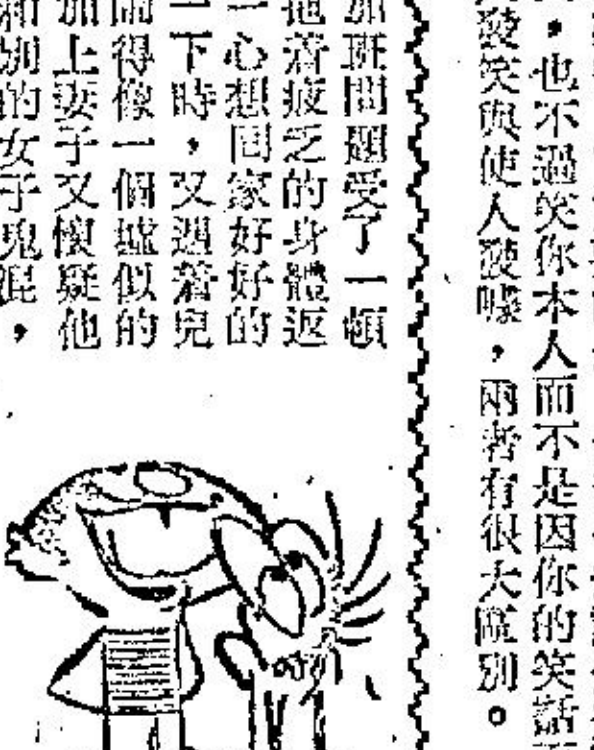 ，也不過笑你本人而不是因你的笑話
發笑與使人發噱，兩者有很大區別。
加班問題受了一頓
拖着疲乏的身體返
一心想回家好好的
一下時，又遇着兒
鬧得像一個墟似的
加上妻子又懷疑他
和別的女子鬼混，